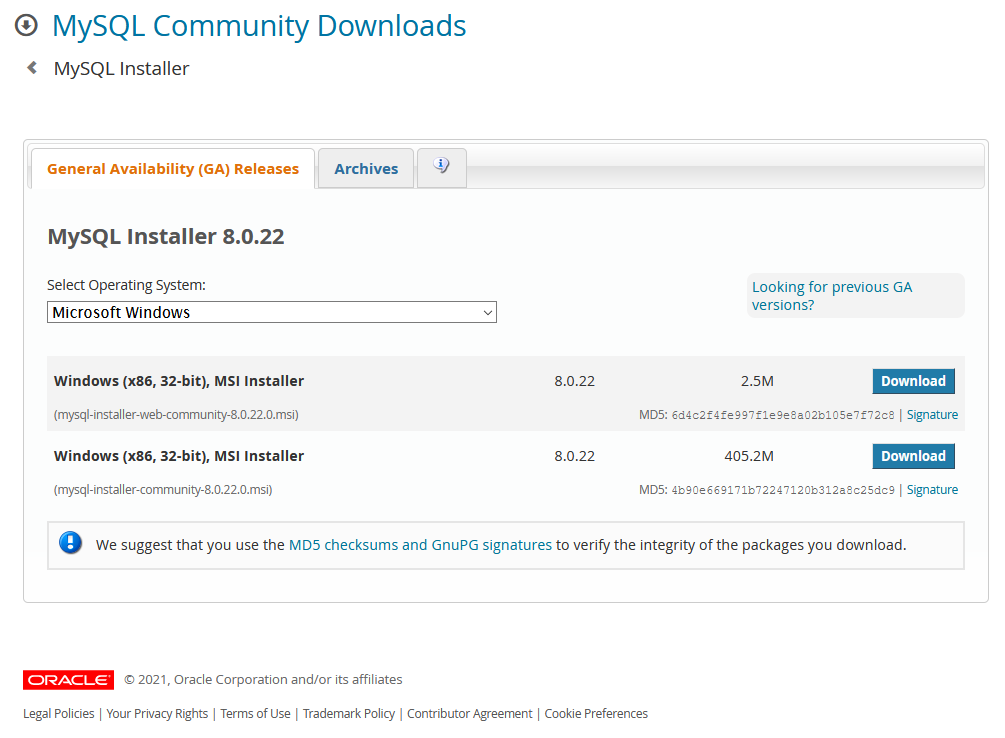 MySQL Community Downloads
MySQL Installer
General Availability (GA) Releases
Archives
MySQL Installer 8.0.22
Select Operating System:
Microsoft Windows
Looking for previous GA
versions?
Windows (x86, 32-bit), MSI Installer 8.0.22 2.5M Download
(mysql-installer-web-community-8.0.22.0.msi) MD5: 6d4c2f4fe997f1e9e8a02b105e7f72c8 | Signature
Windows (x86, 32-bit), MSI Installer 8.0.22 405.2M Download
(mysql-installer-community-8.0.22.0.msi) MD5: 4b90e669171b72247120b312a8c25dc9 | Signature
We suggest that you use the MD5 checksums and GnuPG signatures to verify the integrity of the packages you download.
ORACLE © 2021, Oracle Corporation and/or its affiliates
Legal Policies | Your Privacy Rights | Terms of Use | Trademark Policy | Contributor Agreement | Cookie Preferences